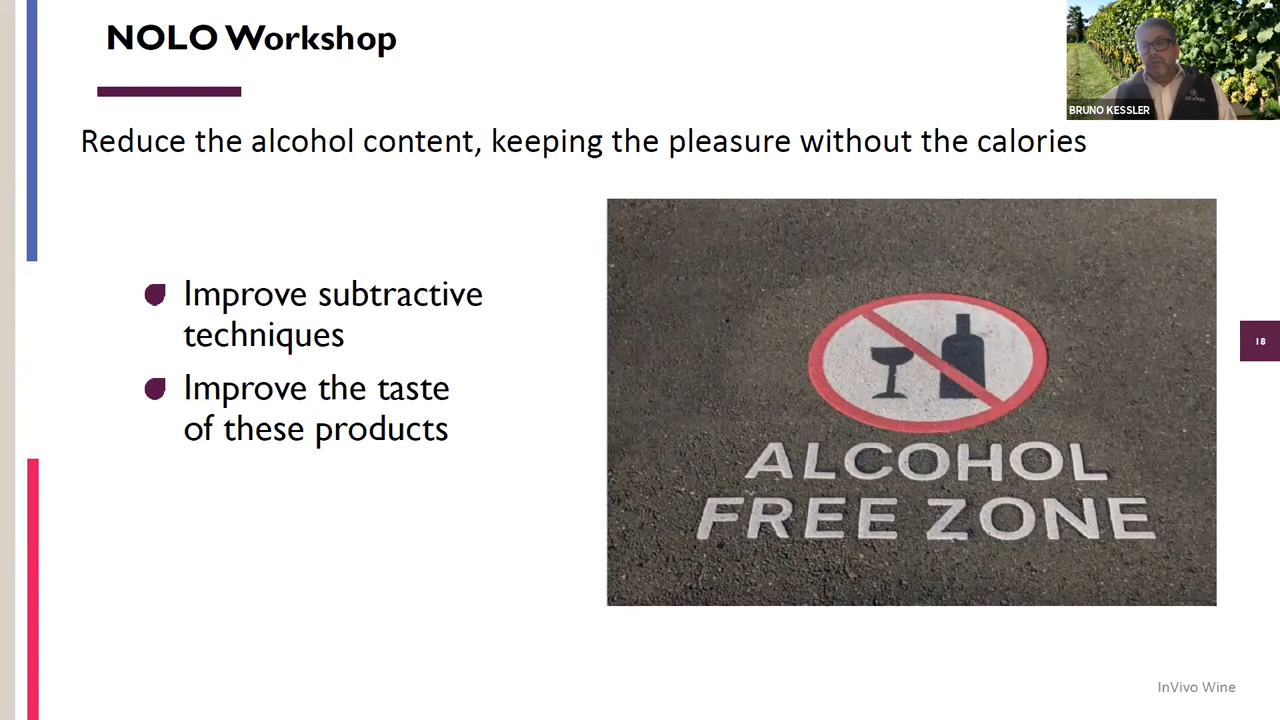 NOLO Workshop
BRUNO KESSLER
Reduce the alcohol content, keeping the pleasure without the calories
Improve subtractive
techniques
Improve the taste
of these products
ALCOHOL
FREE ZONE
18
InVivo Wine